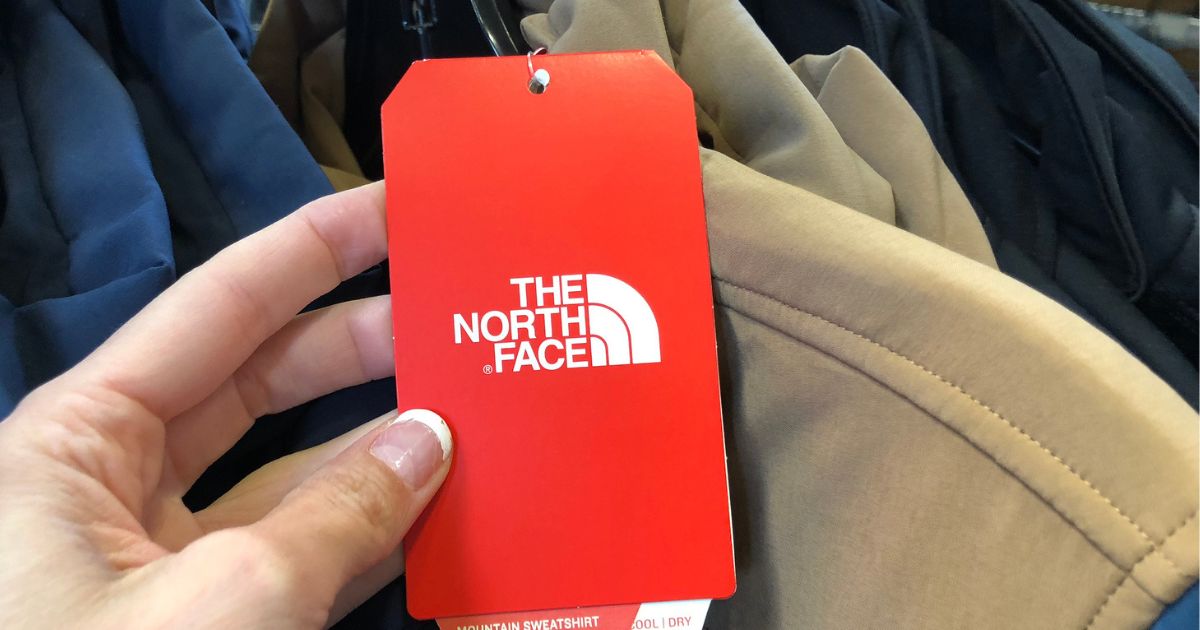 THE
NORTH
® FACE
MOUNTAIN SWEATSHIRT
COOL | DRY